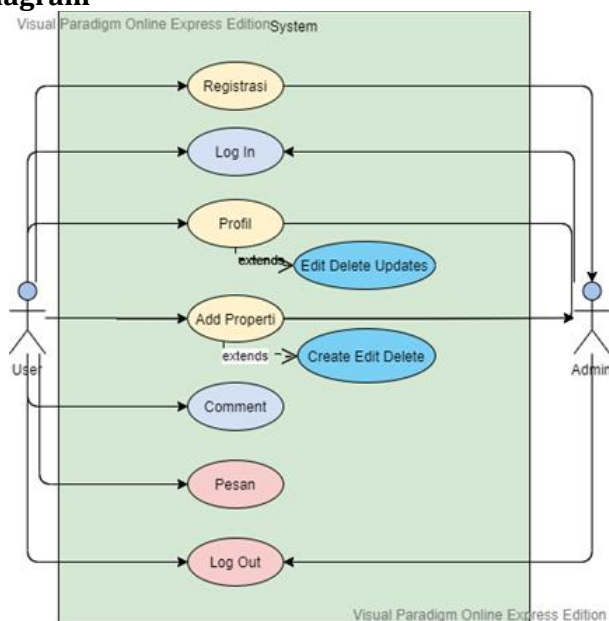 Visual Paradigm Online Express Edition
System
Registrasi
Log In
Profil
extends
Edit Delete Updates
Add Properti
extends
Create Edit Delete
User
Admin
Comment
Pesan
Log Out
Visual Paradigm Online Express Edition